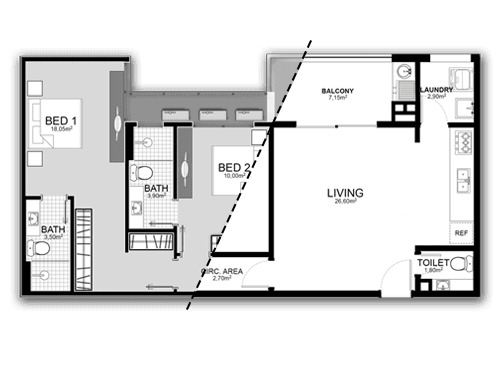 BALCONY
7,15m²
LAUNDRY
2,90m²
BED 1
18,05m²
BED 2
10,00m²
BATH
3,90m²
LIVING
26,60m²
BATH
3,50m²
REF
TOILET
1,80m²
CIRC. AREA
2,70m²